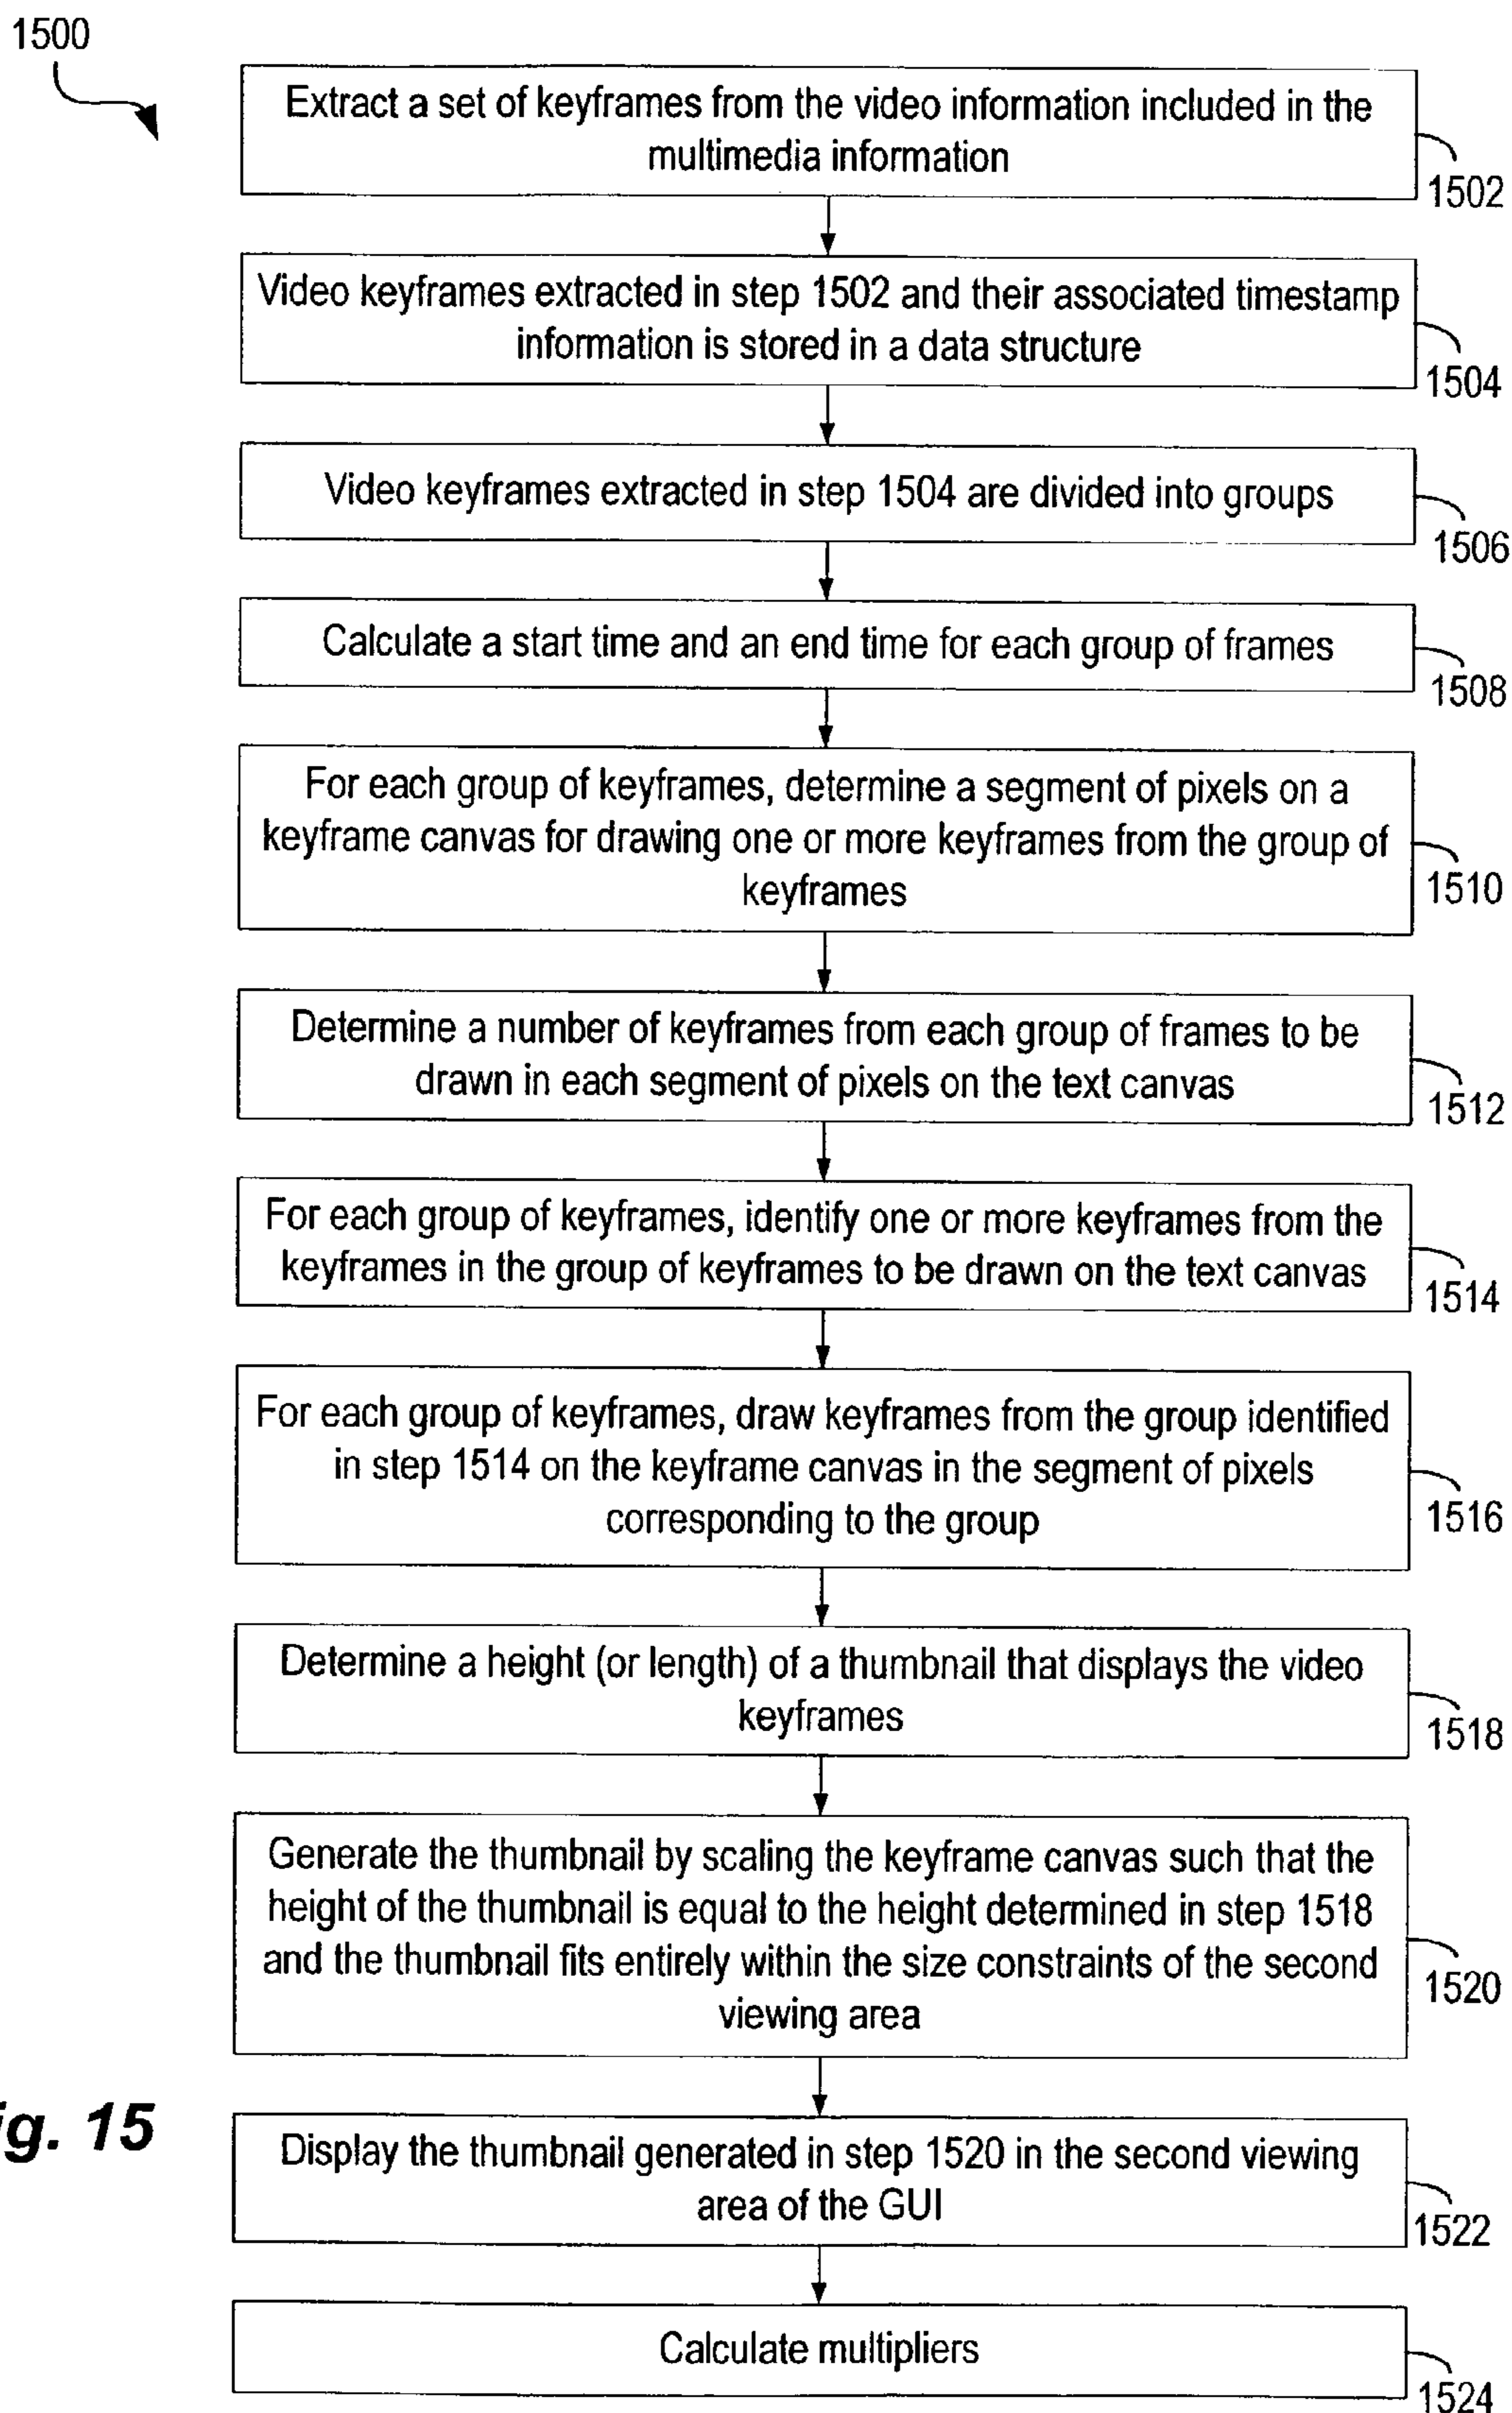 1500
Extract a set of keyframes from the video information included in the
multimedia information
1502
Video keyframes extracted in step 1502 and their associated timestamp
information is stored in a data structure
1504
Video keyframes extracted in step 1504 are divided into groups
1506
Calculate a start time and an end time for each group of frames
1508
For each group of keyframes, determine a segment of pixels on a
keyframe canvas for drawing one or more keyframes from the group of
keyframes
1510
Determine a number of keyframes from each group of frames to be
drawn in each segment of pixels on the text canvas
1512
For each group of keyframes, identify one or more keyframes from the
keyframes in the group of keyframes to be drawn on the text canvas
1514
For each group of keyframes, draw keyframes from the group identified
in step 1514 on the keyframe canvas in the segment of pixels
corresponding to the group
1516
Determine a height (or length) of a thumbnail that displays the video
keyframes
1518
Generate the thumbnail by scaling the keyframe canvas such that the
height of the thumbnail is equal to the height determined in step 1518
and the thumbnail fits entirely within the size constraints of the second
viewing area
1520
ig. 15
Display the thumbnail generated in step 1520 in the second viewing
area of the GUI
1522
Calculate multipliers
1524